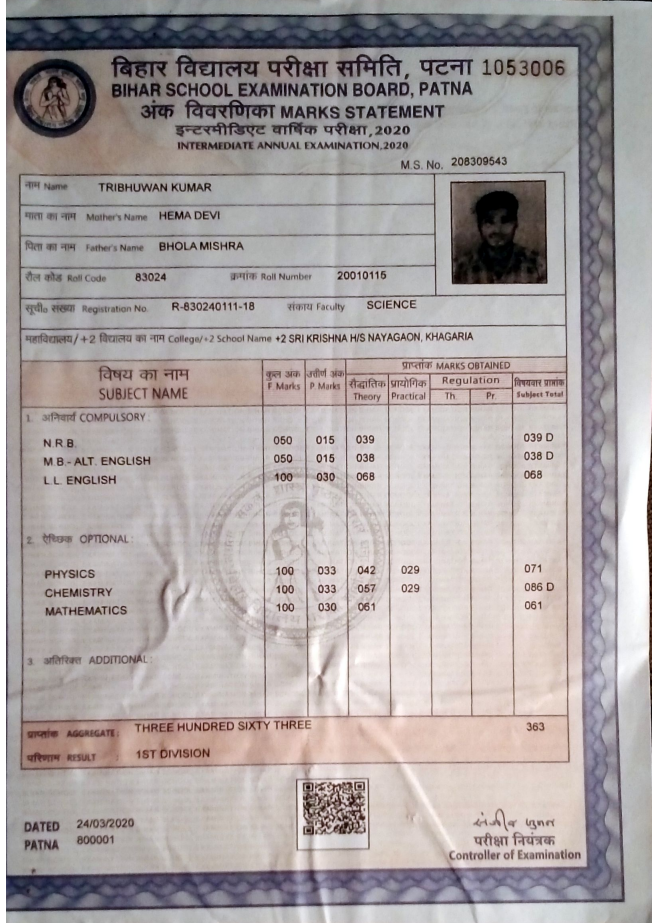 बिहार विद्यालय परीक्षा समिति, पटना 1053006
BIHAR SCHOOL EXAMINATION BOARD, PATNA
अंक विवरणिका MARKS STATEMENT
इन्टरमीडिएट वार्षिक परीक्षा,2020
INTERMEDIATE ANNUAL EXAMINATION,2020
M.S. No. 208309543
नाम Name TRIBHUWAN KUMAR
माता का नाम Mother's Name HEMA DEVI
पिता का नाम Father's Name BHOLA MISHRA
रौल कोड Roll Code 83024 क्रमांक Roll Number 20010115
सूची० संख्या Registration No. R-830240111-18 संकाय Faculty SCIENCE
महाविद्यालय/+2 विद्यालय का नाम College/+2 School Name +2 SRI KRISHNA H/S NAYAGAON, KHAGARIA
विषय का नाम SUBJECT NAME कुल अंक F. Marks उत्तीर्ण अंक P. Marks प्राप्तांक MARKS OBTAINED
सैद्धांतिक Theory प्रायोगिक Practical Regulation Th. Pr. विषयवार प्राप्तांक Subject Total
1. अनिवार्य COMPULSORY :
N.R.B. 050 015 039 039 D
M.B.- ALT. ENGLISH 050 015 038 038 D
L.L. ENGLISH 100 030 068 068
2. ऐच्छिक OPTIONAL :
PHYSICS 100 033 042 029 071
CHEMISTRY 100 033 057 029 086 D
MATHEMATICS 100 030 061 061
3. अतिरिक्त ADDITIONAL :
प्राप्तांक AGGREGATE : THREE HUNDRED SIXTY THREE 363
परिणाम RESULT : 1ST DIVISION
DATED 24/03/2020
PATNA 800001
परीक्षा नियंत्रक
Controller of Examination